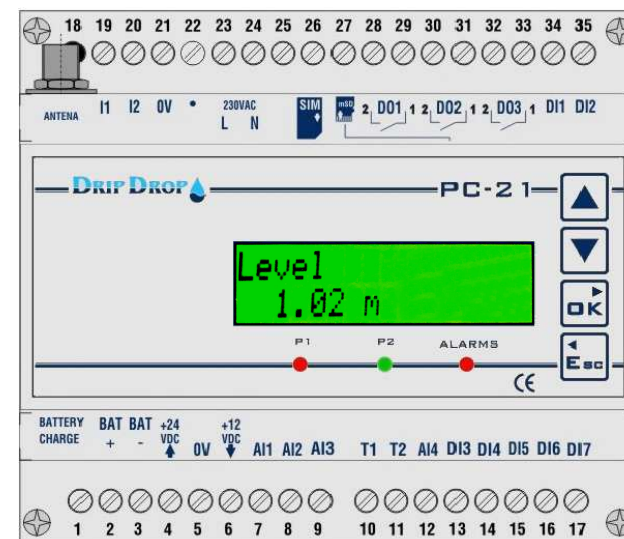 18 19 20 21 22 23 24 25 26 27 28 29 30 31 32 33 34 35
ANTENA I1 I2 0V • 230VAC SIM mSD 2 DO1 1 2 DO2 1 2 DO3 1 DI1 DI2
L N
DRIP DROP PC-21
Level
1.02 m
OK
P1 P2 ALARMS
Esc
CE
BATTERY CHARGE BAT + BAT - +24 VDC 0V +12 VDC AI1 AI2 AI3 T1 T2 AI4 DI3 DI4 DI5 DI6 DI7
1 2 3 4 5 6 7 8 9 10 11 12 13 14 15 16 17